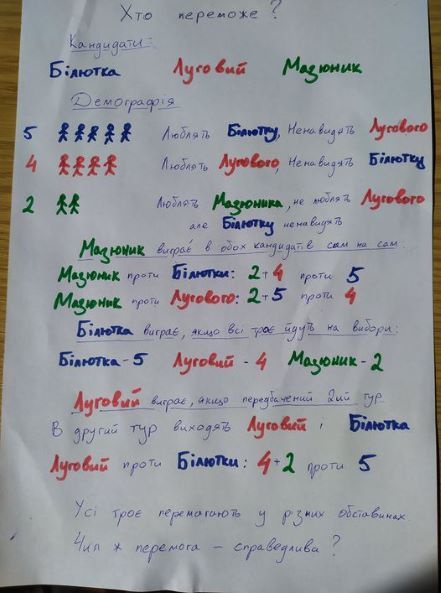 Хто переможе?
Кандидати:
Білютка Луговий Мазюник
Демографія
5 Люблять Білютку, Ненавидять Лугового
4 Люблять Лугового, Ненавидять Білютку
2 Люблять Мазюника, не люблять Лугового
але Білютку ненавидять
Мазюник виграє в обох кандидатів сам на сам.
Мазюник проти Білютки: 2+4 проти 5
Мазюник проти Лугового: 2+5 проти 4
Білютка виграє, якщо всі троє йдуть на вибори:
Білютка - 5 Луговий - 4 Мазюник - 2
Луговий виграє, якщо передбачений 2ий тур
В другий тур виходять Луговий і Білютка
Луговий проти Білютки: 4+2 проти 5
Усі троє перемагають у різних обставинах.
Чия ж перемога – справедлива?